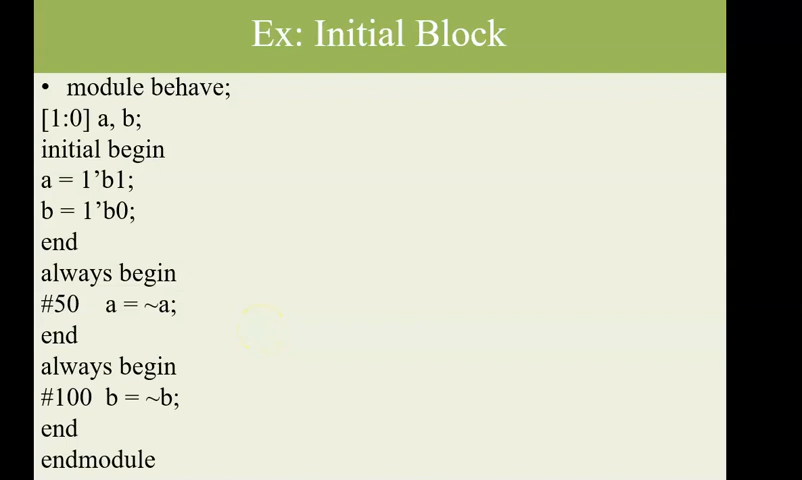 Ex: Initial Block
• module behave;
[1:0] a, b;
initial begin
a = 1’b1;
b = 1’b0;
end
always begin
#50 a = ~a;
end
always begin
#100 b = ~b;
end
endmodule